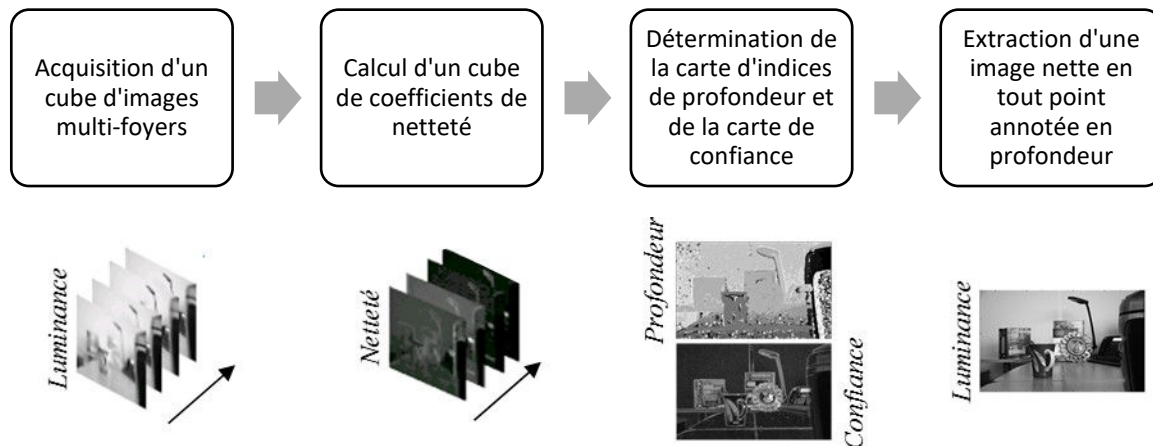 Acquisition d'un
cube d'images
multi-foyers
Calcul d'un cube
de coefficients de
netteté
Détermination de
la carte d'indices
de profondeur et
de la carte de
confiance
Extraction d'une
image nette en
tout point
annotée en
profondeur
Luminance
Netteté
Profondeur
Confiance
Luminance